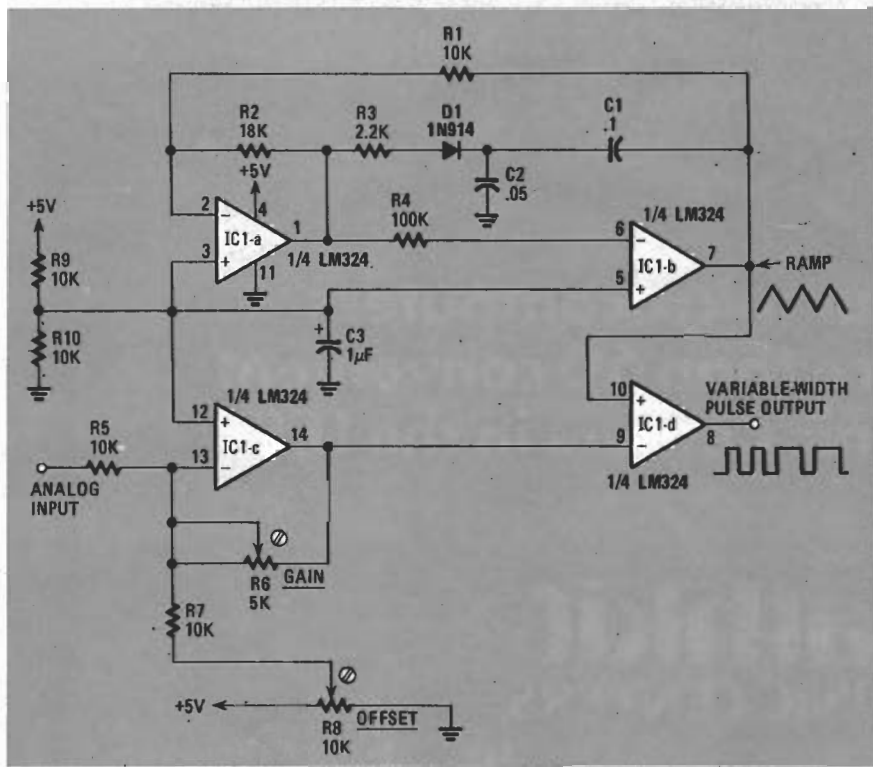 R1
10K
R2
18K
R3
2.2K
D1
1N914
C1
.1
+5V
C2
.05
+5V
2
−
4
R4
100K
1/4 LM324
3
+
IC1-a
1
11
1/4 LM324
6
−
IC1-b
7
5
+
RAMP
R9
10K
R10
10K
+
C3
1µF
1/4 LM324
12
+
IC1-c
14
13
−
R5
10K
ANALOG
INPUT
10
+
IC1-d
9
−
8
VARIABLE-WIDTH
PULSE OUTPUT
1/4 LM324
R6
5K
GAIN
R7
10K
+5V
R8
10K
OFFSET